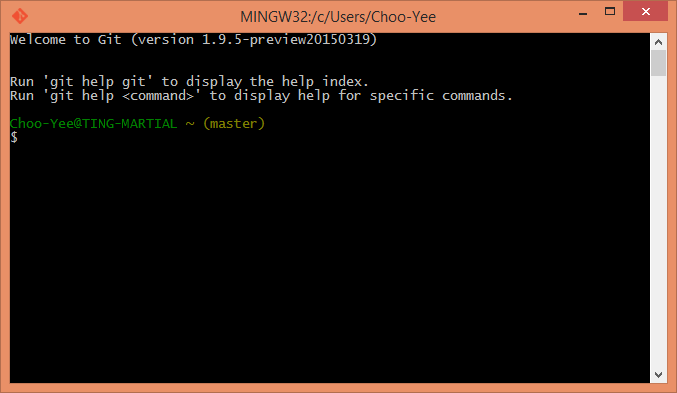 MINGW32:/c/Users/Choo-Yee
Welcome to Git (version 1.9.5-preview20150319)
Run 'git help git' to display the help index.
Run 'git help <command>' to display help for specific commands.
Choo-Yee@TING-MARTIAL ~ (master)
$